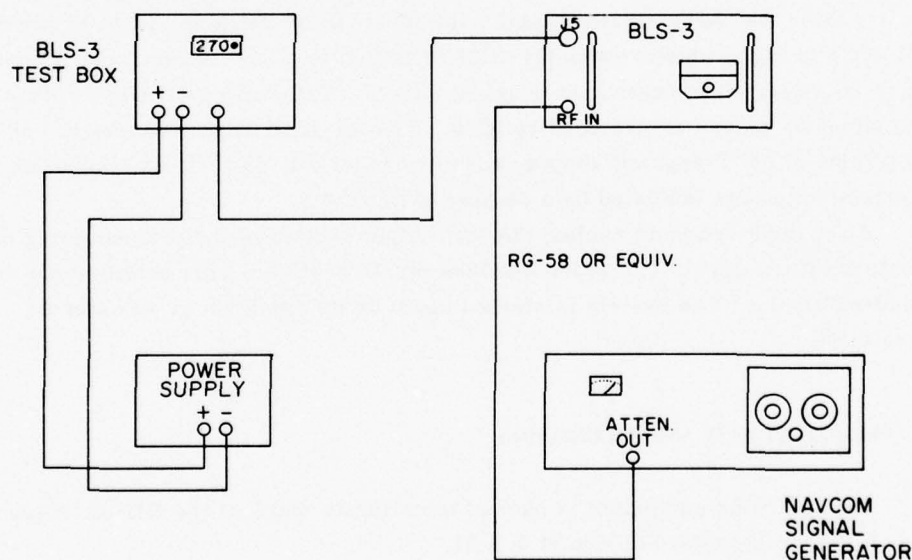 BLS-3
TEST BOX
270
+ -
J5
BLS-3
RF IN
RG-58 OR EQUIV.
POWER
SUPPLY
+ -
ATTEN.
OUT
NAVCOM
SIGNAL
GENERATOR